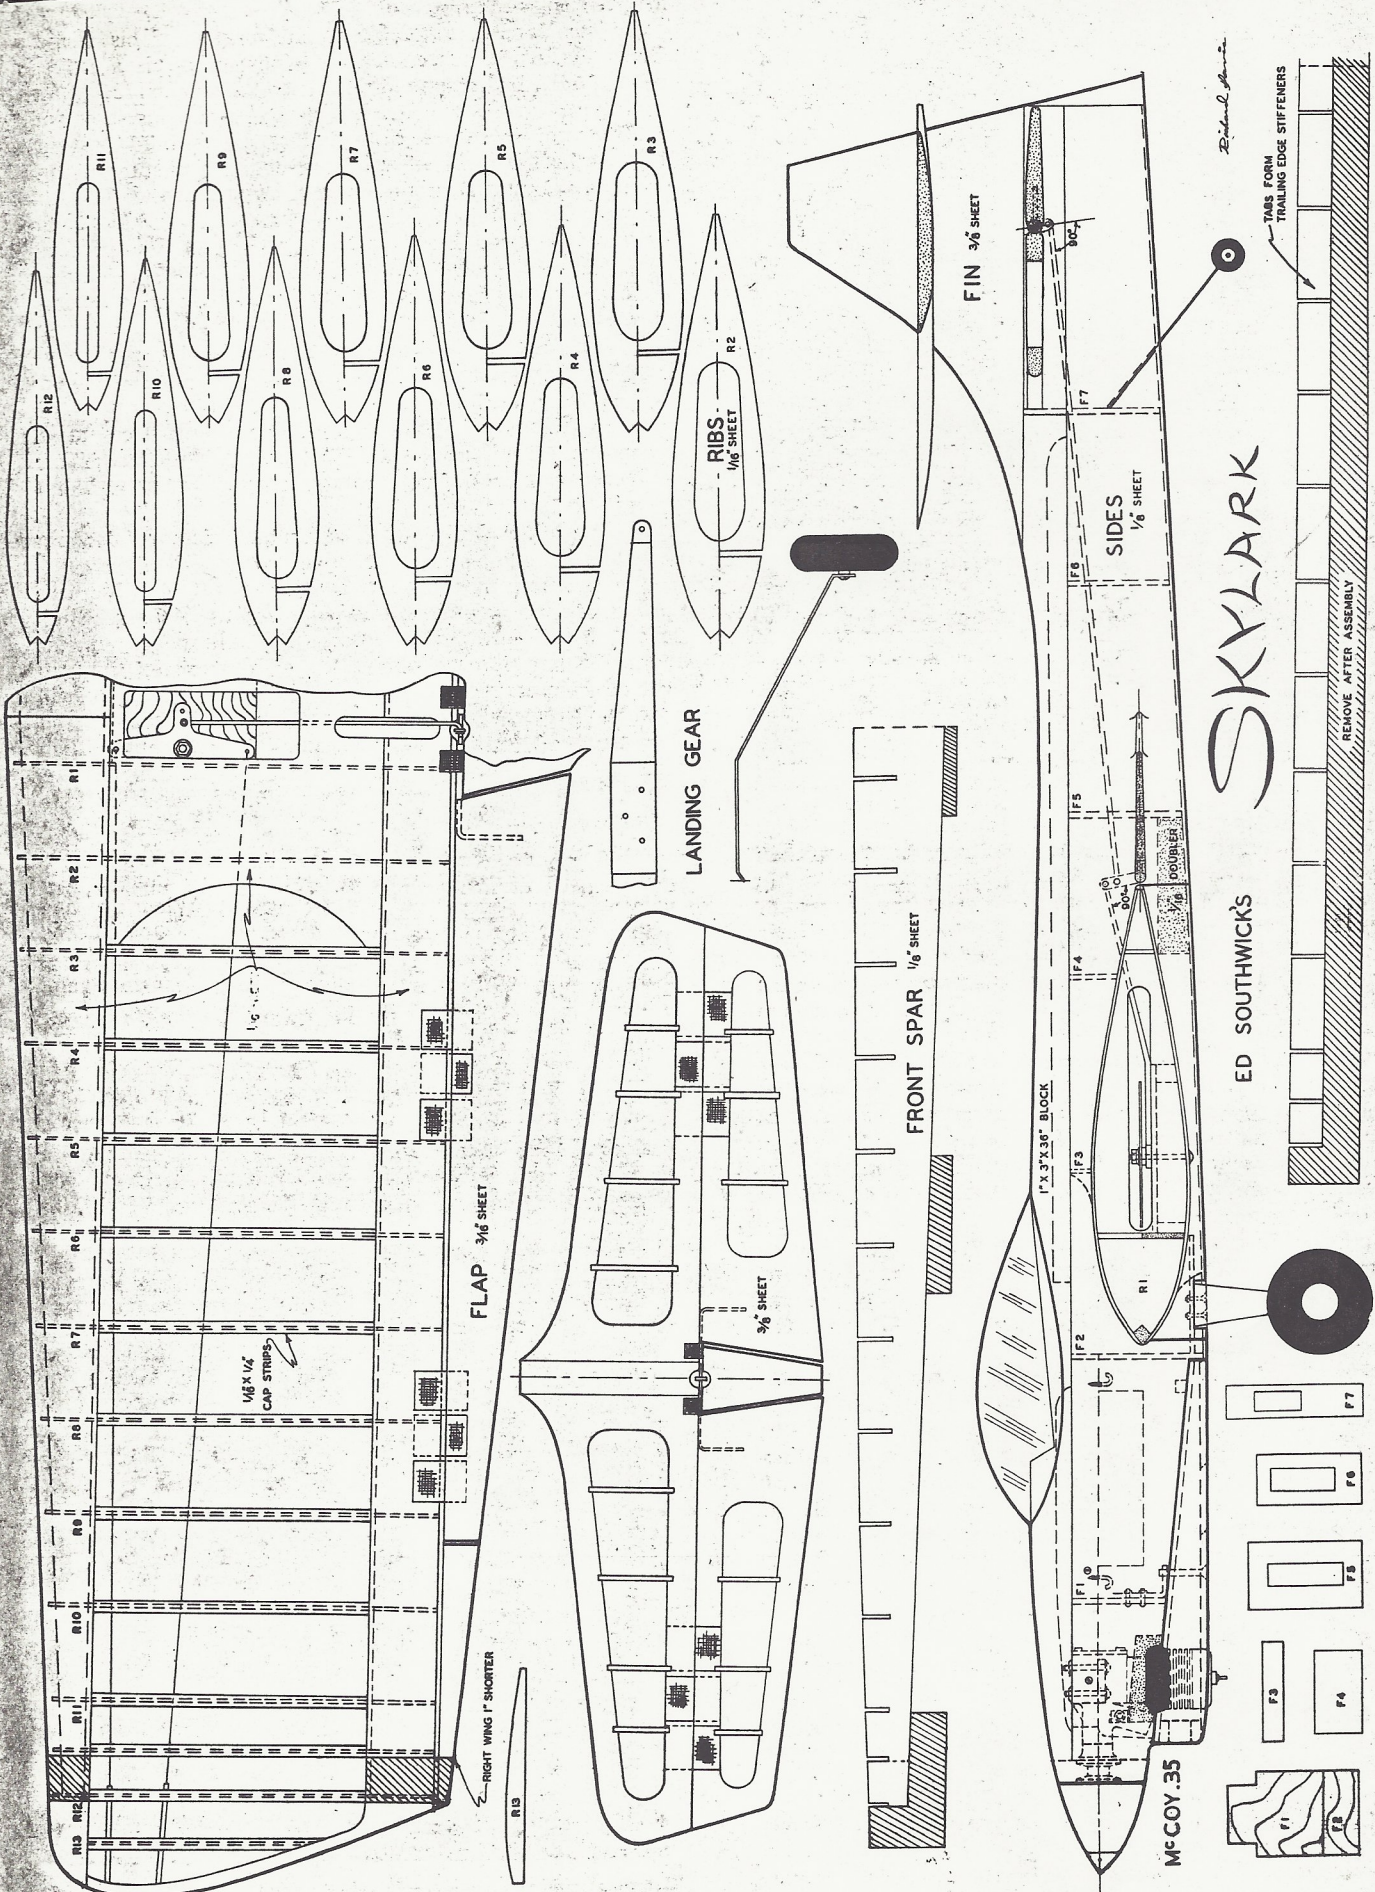 R11
R9
R7
R5
R3
R12
R10
R8
R6
R4
R2
RIBS
1/16" SHEET
TABS FORM
TRAILING EDGE STIFFENERS
FIN 3/8" SHEET
90°
F7
F6
SIDES
1/8" SHEET
SKYLARK
REMOVE AFTER ASSEMBLY
LANDING GEAR
R1
R2
R3
R4
R5
R6
R7
R8
R9
R10
R11
R12
R13
FLAP 3/16" SHEET
1/16 X 1/4"
CAP STRIPS
RIGHT WING 1" SHORTER
R13
3/8" SHEET
FRONT SPAR 1/8" SHEET
F5
DOUBLER
1/16
90°
F4
1" X 3" X 36" BLOCK
F3
R1
F2
F1
ED SOUTHWICK'S
McCOY .35
F7
F6
F5
F3
F4
F1
F2